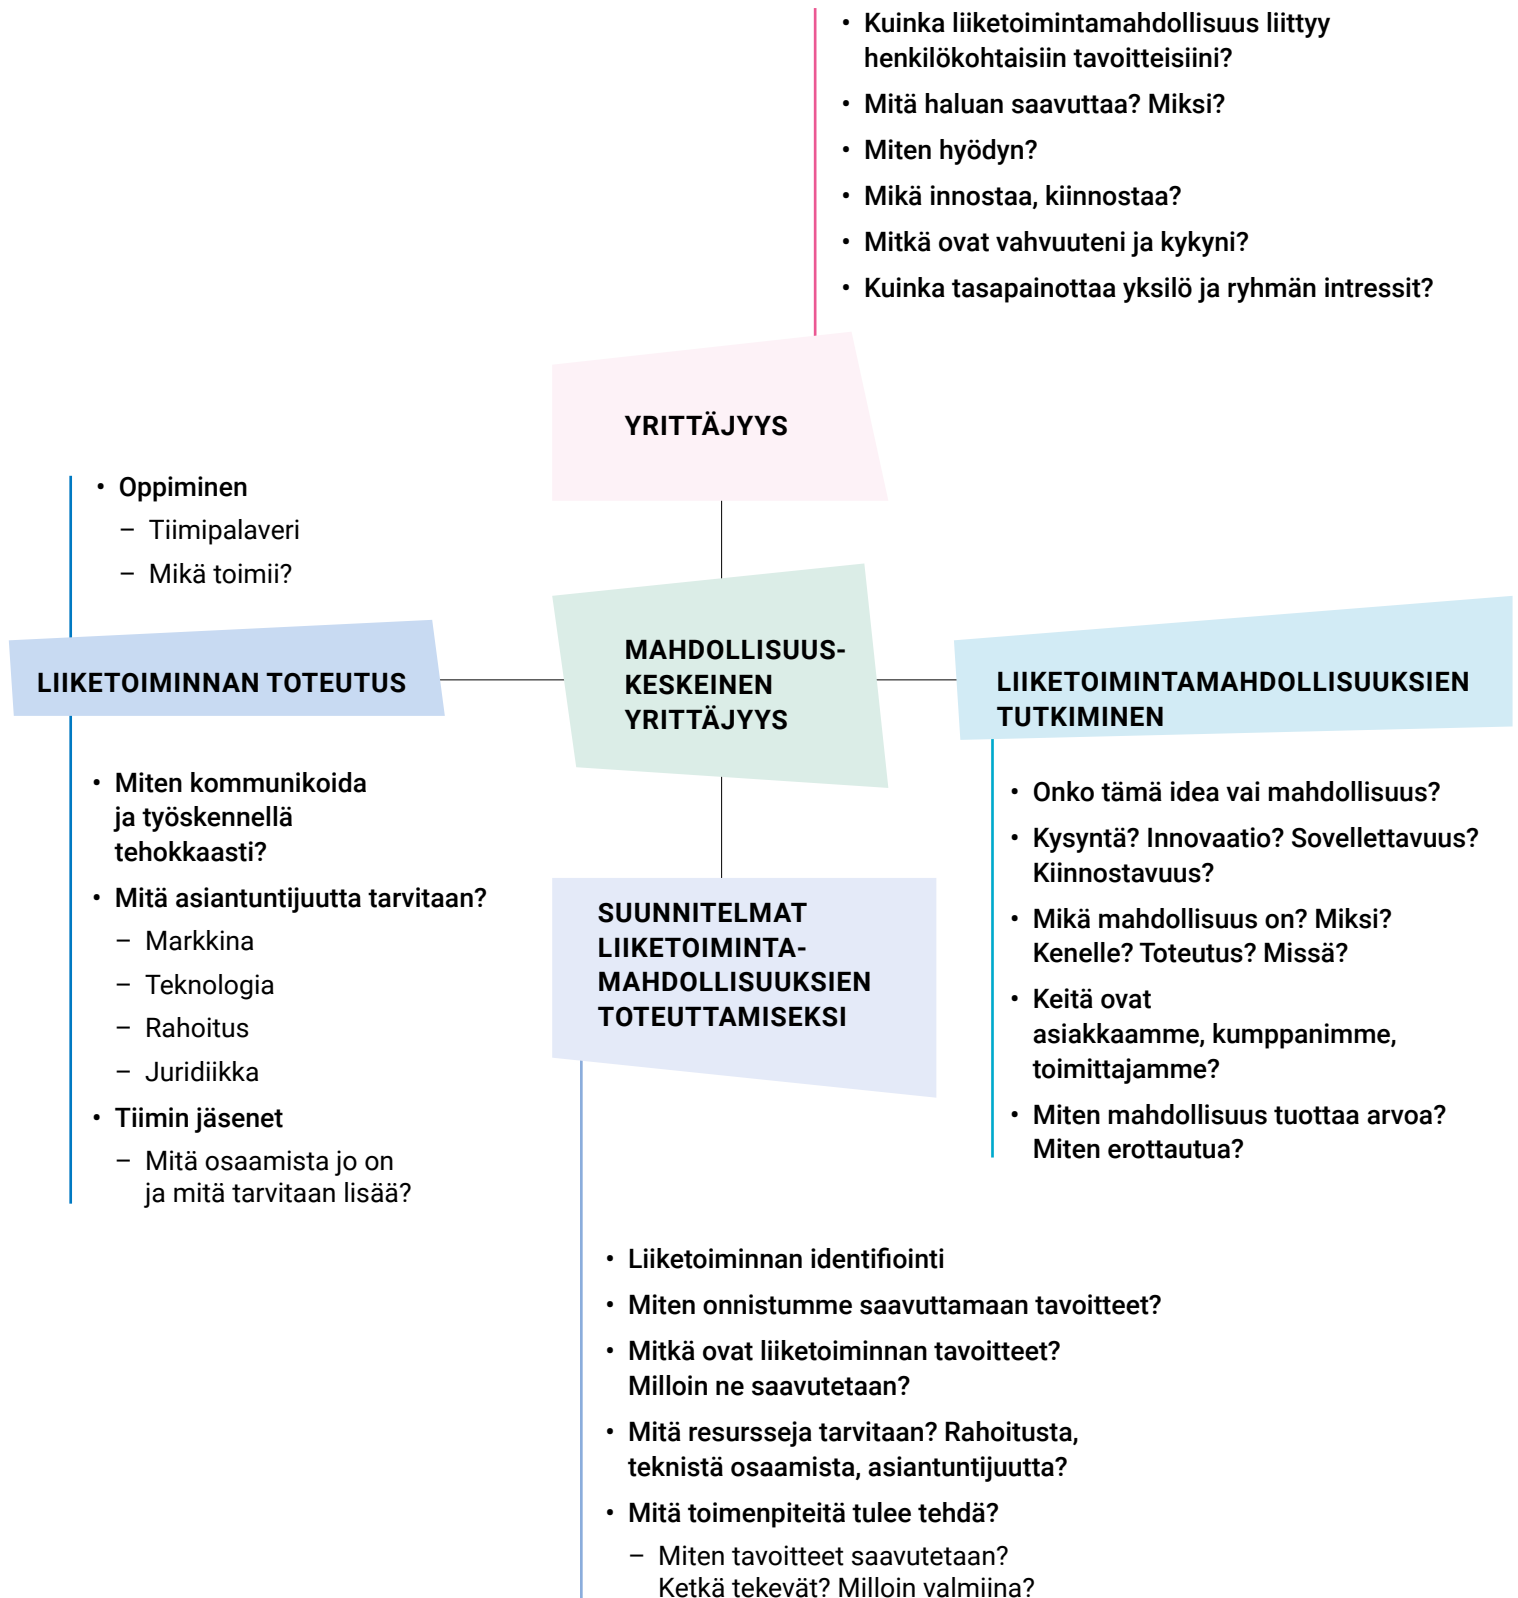 • Kuinka liiketoimintamahdollisuus liittyy
henkilökohtaisiin tavoitteisiini?
• Mitä haluan saavuttaa? Miksi?
• Miten hyödyn?
• Mikä innostaa, kiinnostaa?
• Mitkä ovat vahvuuteni ja kykyni?
• Kuinka tasapainottaa yksilö ja ryhmän intressit?
YRITTÄJYYS
• Oppiminen
– Tiimipalaveri
– Mikä toimii?
LIIKETOIMINNAN TOTEUTUS
• Miten kommunikoida
ja työskennellä
tehokkaasti?
• Mitä asiantuntijuutta tarvitaan?
– Markkina
– Teknologia
– Rahoitus
– Juridiikka
• Tiimin jäsenet
– Mitä osaamista jo on
ja mitä tarvitaan lisää?
MAHDOLLISUUS-
KESKEINEN
YRITTÄJYYS
LIIKETOIMINTAMAHDOLLISUUKSIEN
TUTKIMINEN
• Onko tämä idea vai mahdollisuus?
• Kysyntä? Innovaatio? Sovellettavuus?
Kiinnostavuus?
• Mikä mahdollisuus on? Miksi?
Kenelle? Toteutus? Missä?
• Keitä ovat
asiakkaamme, kumppanimme,
toimittajamme?
• Miten mahdollisuus tuottaa arvoa?
Miten erottautua?
SUUNNITELMAT
LIIKETOIMINTA-
MAHDOLLISUUKSIEN
TOTEUTTAMISEKSI
• Liiketoiminnan identifiointi
• Miten onnistumme saavuttamaan tavoitteet?
• Mitkä ovat liiketoiminnan tavoitteet?
Milloin ne saavutetaan?
• Mitä resursseja tarvitaan? Rahoitusta,
teknistä osaamista, asiantuntijuutta?
• Mitä toimenpiteitä tulee tehdä?
– Miten tavoitteet saavutetaan?
Ketkä tekevät? Milloin valmiina?